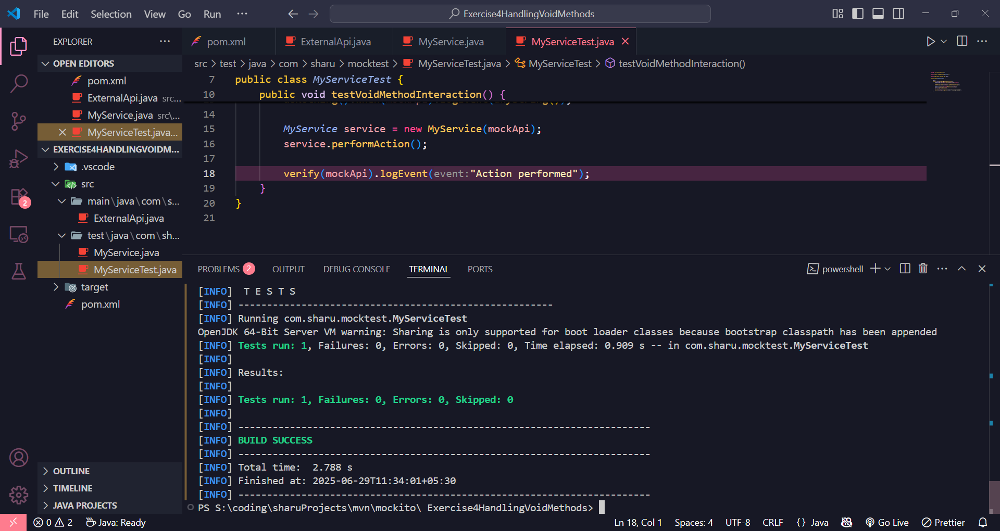 File Edit Selection View Go Run ··· Exercise4HandlingVoidMethods
EXPLORER ···
OPEN EDITORS
pom.xml
ExternalApi.java src...
MyService.java src\...
MyServiceTest.java...
EXERCISE4HANDLINGVOIDM...
.vscode
src
main\java\com\s...
ExternalApi.java
test\java\com\sh...
MyService.java
MyServiceTest.java
target
pom.xml
OUTLINE
TIMELINE
JAVA PROJECTS
2
pom.xml ExternalApi.java MyService.java MyServiceTest.java
src > test > java > com > sharu > mocktest > MyServiceTest.java > MyServiceTest > testVoidMethodInteraction()
7 public class MyServiceTest {
10 public void testVoidMethodInteraction() {
14
15 MyService service = new MyService(mockApi);
16 service.performAction();
17
18 verify(mockApi).logEvent(event:"Action performed");
19 }
20 }
21
PROBLEMS 2 OUTPUT DEBUG CONSOLE TERMINAL PORTS powershell
[INFO] T E S T S
[INFO] -------------------------------------------------------
[INFO] Running com.sharu.mocktest.MyServiceTest
OpenJDK 64-Bit Server VM warning: Sharing is only supported for boot loader classes because bootstrap classpath has been appended
[INFO] Tests run: 1, Failures: 0, Errors: 0, Skipped: 0, Time elapsed: 0.909 s -- in com.sharu.mocktest.MyServiceTest
[INFO]
[INFO] Results:
[INFO]
[INFO] Tests run: 1, Failures: 0, Errors: 0, Skipped: 0
[INFO]
[INFO] ------------------------------------------------------------------------
[INFO] BUILD SUCCESS
[INFO] ------------------------------------------------------------------------
[INFO] Total time:  2.788 s
[INFO] Finished at: 2025-06-29T11:34:01+05:30
[INFO] ------------------------------------------------------------------------
PS S:\coding\sharuProjects\mvn\mockito\ Exercise4HandlingVoidMethods>
0 2 Java: Ready Ln 18, Col 1 Spaces: 4 UTF-8 CRLF {} Java Go Live Prettier